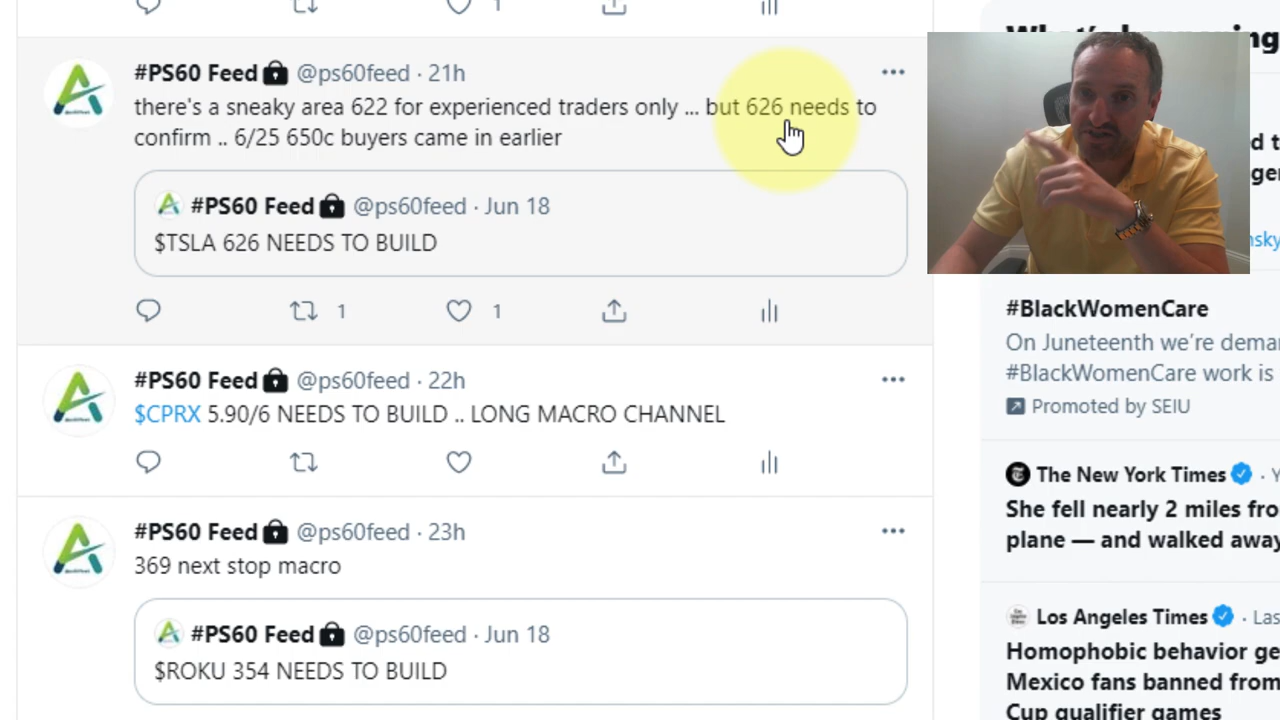 1
#PS60 Feed @ps60feed · 21h
there's a sneaky area 622 for experienced traders only ... but 626 needs to
confirm .. 6/25 650c buyers came in earlier
#PS60 Feed @ps60feed · Jun 18
$TSLA 626 NEEDS TO BUILD
1 1
#PS60 Feed @ps60feed · 22h
$CPRX 5.90/6 NEEDS TO BUILD .. LONG MACRO CHANNEL
#PS60 Feed @ps60feed · 23h
369 next stop macro
#PS60 Feed @ps60feed · Jun 18
$ROKU 354 NEEDS TO BUILD
#BlackWomenCare
On Juneteenth we're
#BlackWomenCare work is
Promoted by SEIU
The New York Times ·
She fell nearly 2 miles
plane — and walked
Los Angeles Times ·
Homophobic behavior
Mexico fans banned from
Cup qualifier games